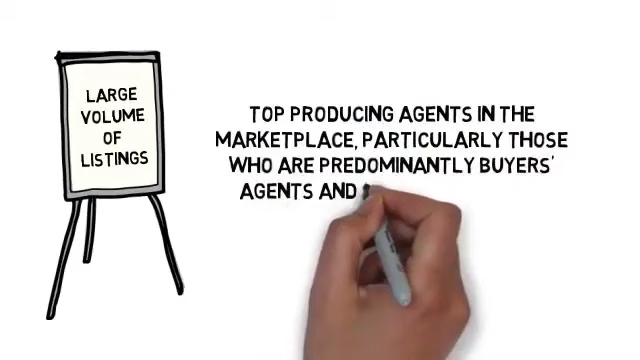 LARGE
VOLUME
OF
LISTINGS
TOP PRODUCING AGENTS IN THE
MARKETPLACE, PARTICULARLY THOSE
WHO ARE PREDOMINANTLY BUYERS'
AGENTS AND